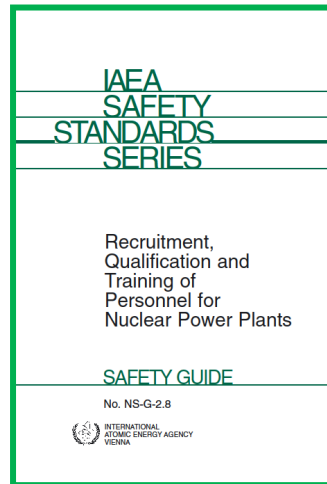 IAEA
SAFETY
STANDARDS
SERIES
Recruitment,
Qualification and
Training of
Personnel for
Nuclear Power Plants
SAFETY GUIDE
No. NS-G-2.8
INTERNATIONAL
ATOMIC ENERGY AGENCY
VIENNA